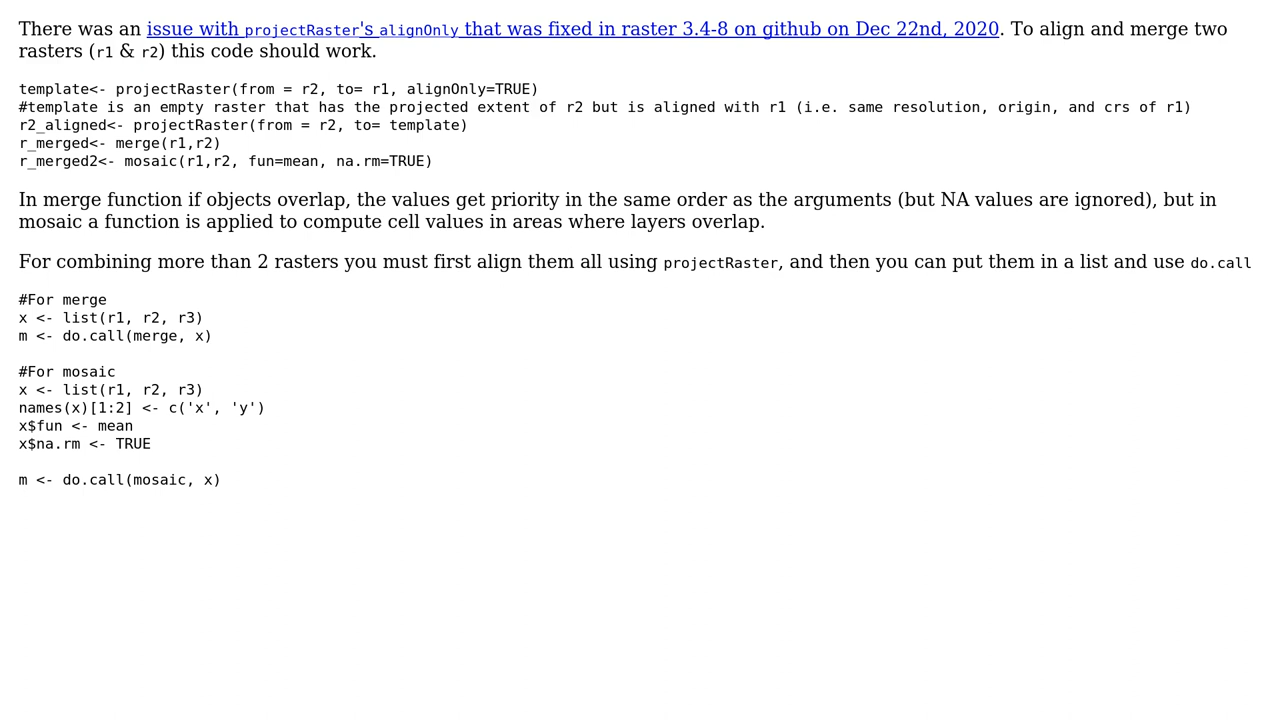 There was an issue with projectRaster's alignOnly that was fixed in raster 3.4-8 on github on Dec 22nd, 2020. To align and merge two
rasters (r1 & r2) this code should work.
template<- projectRaster(from = r2, to= r1, alignOnly=TRUE)
#template is an empty raster that has the projected extent of r2 but is aligned with r1 (i.e. same resolution, origin, and crs of r1)
r2_aligned<- projectRaster(from = r2, to= template)
r_merged<- merge(r1,r2)
r_merged2<- mosaic(r1,r2, fun=mean, na.rm=TRUE)
In merge function if objects overlap, the values get priority in the same order as the arguments (but NA values are ignored), but in
mosaic a function is applied to compute cell values in areas where layers overlap.
For combining more than 2 rasters you must first align them all using projectRaster, and then you can put them in a list and use do.call
#For merge
x <- list(r1, r2, r3)
m <- do.call(merge, x)
#For mosaic
x <- list(r1, r2, r3)
names(x)[1:2] <- c('x', 'y')
x$fun <- mean
x$na.rm <- TRUE
m <- do.call(mosaic, x)